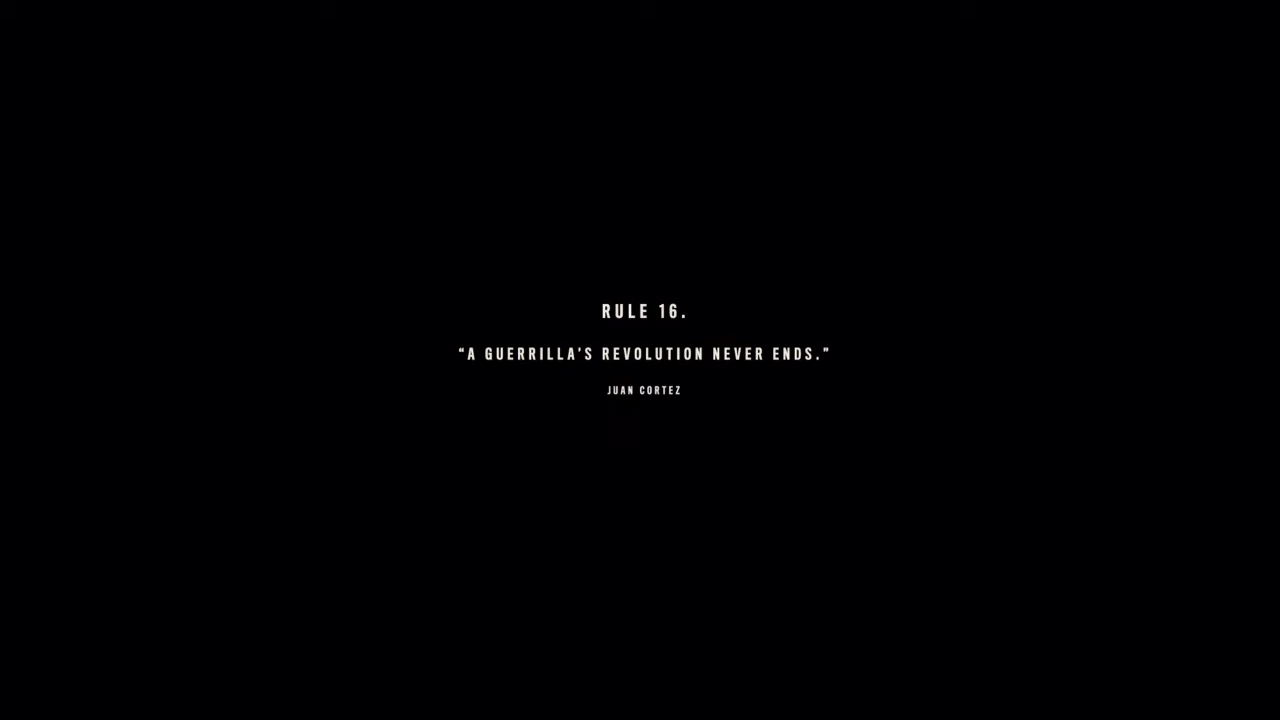 RULE 16.
“A GUERRILLA’S REVOLUTION NEVER ENDS.”
JUAN CORTEZ